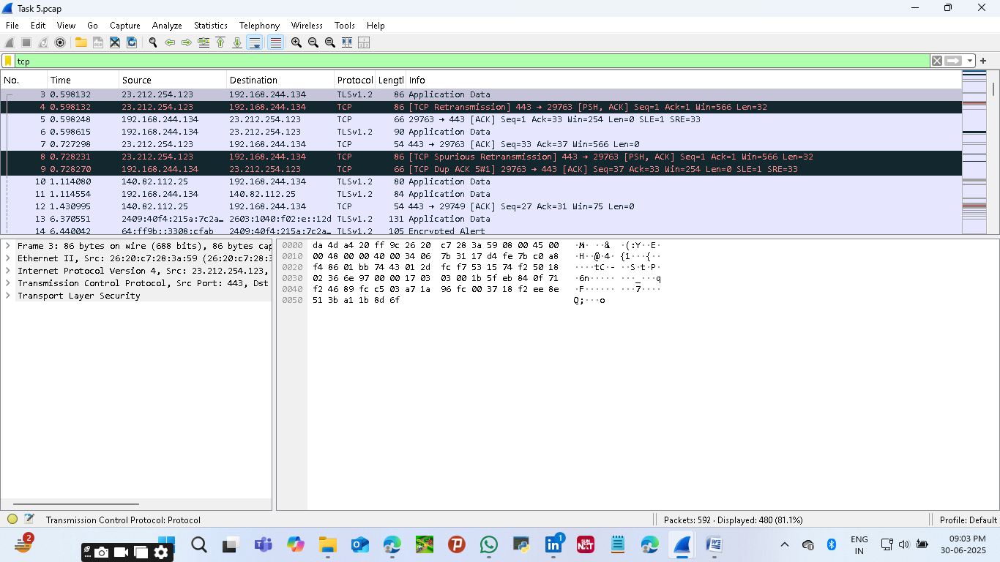 Task 5.pcap
File Edit View Go Capture Analyze Statistics Telephony Wireless Tools Help
tcp
No. Time Source Destination Protocol Lengtl Info
3 0.598132 23.212.254.123 192.168.244.134 TLSv1.2 86 Application Data
4 0.598132 23.212.254.123 192.168.244.134 TCP 86 [TCP Retransmission] 443 → 29763 [PSH, ACK] Seq=1 Ack=1 Win=566 Len=32
5 0.598248 192.168.244.134 23.212.254.123 TCP 66 29763 → 443 [ACK] Seq=1 Ack=33 Win=254 Len=0 SLE=1 SRE=33
6 0.598615 192.168.244.134 23.212.254.123 TLSv1.2 90 Application Data
7 0.727298 23.212.254.123 192.168.244.134 TCP 54 443 → 29763 [ACK] Seq=33 Ack=37 Win=566 Len=0
8 0.728231 23.212.254.123 192.168.244.134 TCP 86 [TCP Spurious Retransmission] 443 → 29763 [PSH, ACK] Seq=1 Ack=1 Win=566 Len=32
9 0.728270 192.168.244.134 23.212.254.123 TCP 66 [TCP Dup ACK 5#1] 29763 → 443 [ACK] Seq=37 Ack=33 Win=254 Len=0 SLE=1 SRE=33
10 1.114080 140.82.112.25 192.168.244.134 TLSv1.2 80 Application Data
11 1.114554 192.168.244.134 140.82.112.25 TLSv1.2 84 Application Data
12 1.430995 140.82.112.25 192.168.244.134 TCP 54 443 → 29749 [ACK] Seq=27 Ack=31 Win=75 Len=0
13 6.370551 2409:40f4:215a:7c2a… 2603:1040:f02:e::12d TLSv1.2 131 Application Data
14 6.440042 64:ff9b::3308:cfab 2409:40f4:215a:7c2a… TLSv1.2 105 Encrypted Alert
Frame 3: 86 bytes on wire (688 bits), 86 bytes cap
Ethernet II, Src: 26:20:c7:28:3a:59 (26:20:c7:28:3
Internet Protocol Version 4, Src: 23.212.254.123,
Transmission Control Protocol, Src Port: 443, Dst
Transport Layer Security
0000 da 4d a4 20 ff 9c 26 20 c7 28 3a 59 08 00 45 00 ·M· ··& ·(:Y··E·
0010 00 48 00 00 40 00 34 06 7b 31 17 d4 fe 7b c0 a8 ·H··@·4· {1···{··
0020 f4 86 01 bb 74 43 01 2d fc f7 53 15 74 f2 50 18 ····tC·- ··S·t·P·
0030 02 36 6e 97 00 00 17 03 03 00 1b 5f eb 84 0f 71 ·6n····· ···_···q
0040 f2 46 89 fc c5 03 a7 1a 96 fc 00 37 18 f2 ee 8e ·F······ ···7····
0050 51 3b a1 1b 8d 6f Q;···o
Transmission Control Protocol: Protocol
Packets: 592 · Displayed: 480 (81.1%)
Profile: Default
2
1
ENG
IN
09:03 PM
30-06-2025